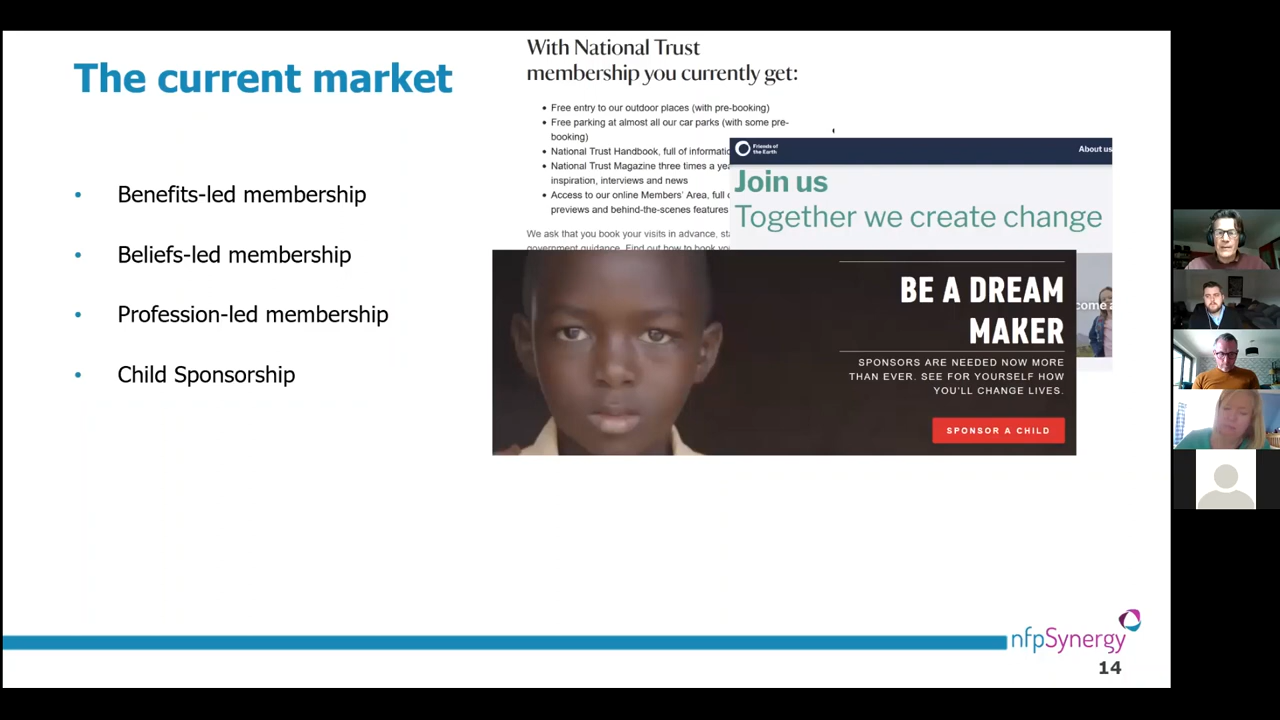 The current market
• Benefits-led membership
• Beliefs-led membership
• Profession-led membership
• Child Sponsorship
With National Trust
membership you currently get:
• Free entry to our outdoor places (with pre-booking)
• Free parking at almost all our car parks (with some pre-
booking)
• National Trust Handbook, full of
• National Trust Magazine three times a
inspiration, interviews and news
• Access to our online Members' Area, full
previews and behind-the-scenes features
We ask that you book your visits in advance,
government guidance. Find out how to book
Friends of
the Earth
About us
Join us
Together we create change
BE A DREAM
MAKER
SPONSORS ARE NEEDED NOW MORE
THAN EVER. SEE FOR YOURSELF HOW
YOU'LL CHANGE LIVES.
SPONSOR A CHILD
nfpSynergy
14